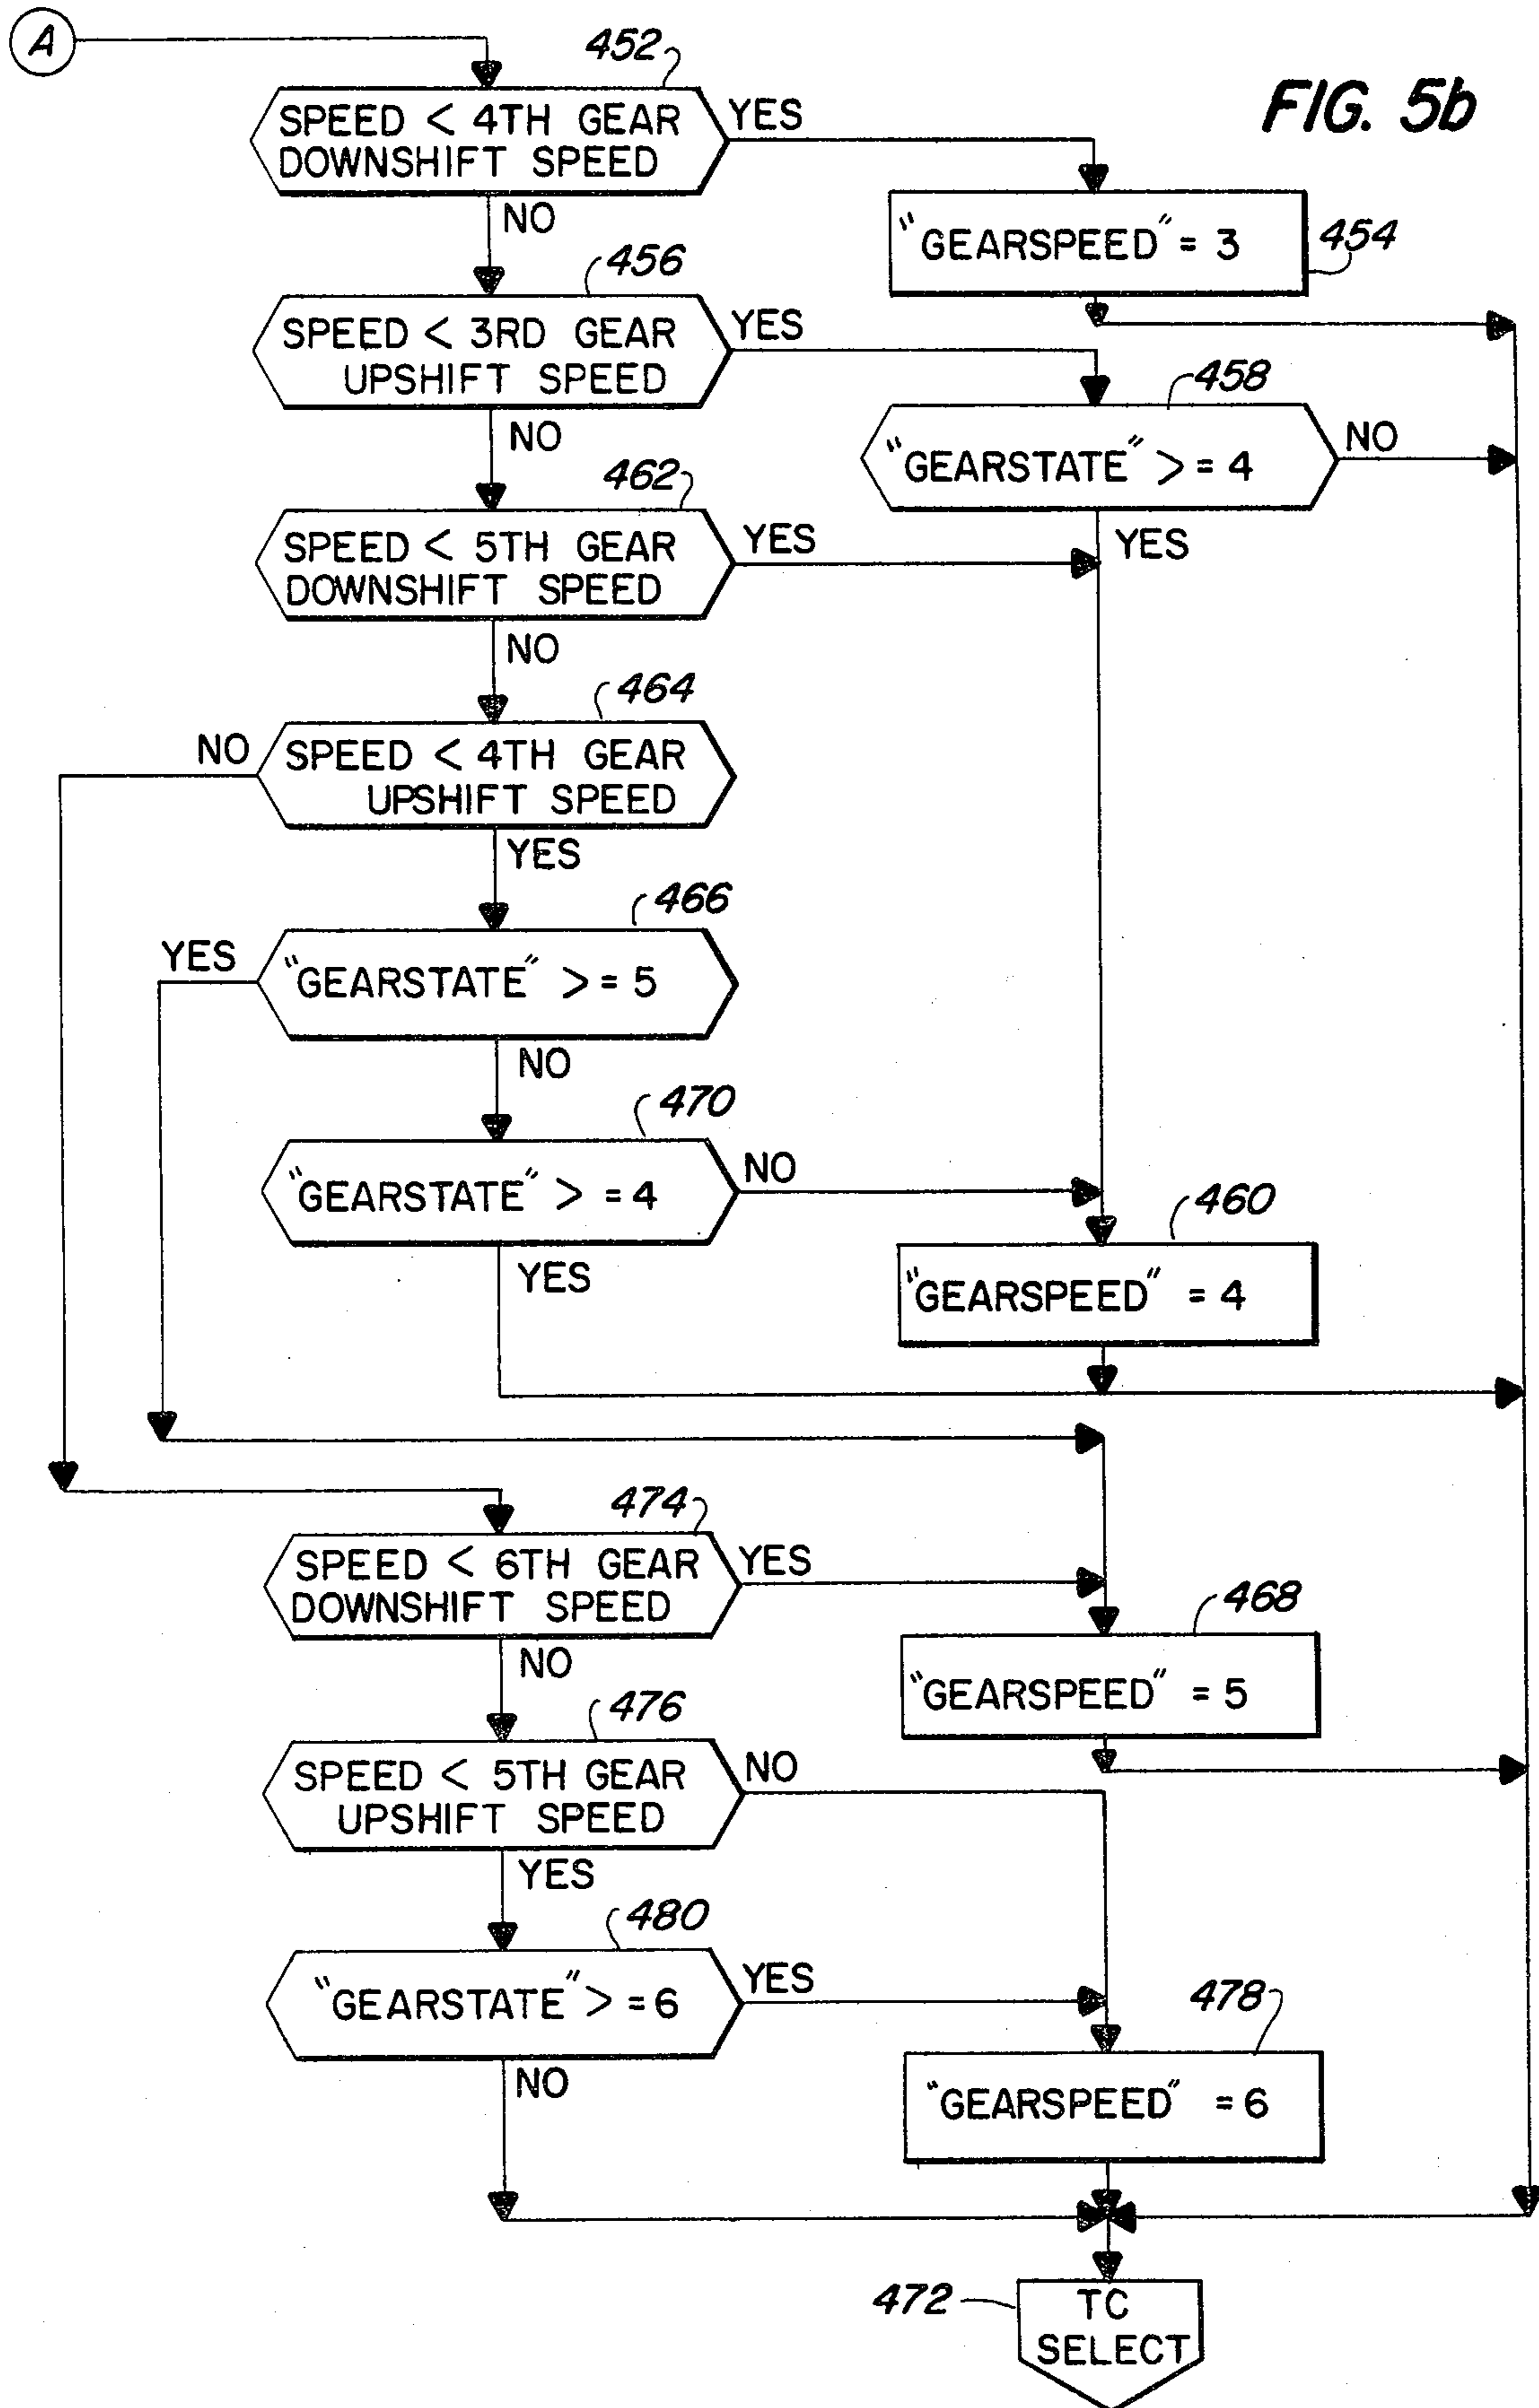 A
452
FIG. 5b
SPEED < 4TH GEAR
DOWNSHIFT SPEED
YES
NO
"GEARSPEED" = 3
454
456
SPEED < 3RD GEAR
UPSHIFT SPEED
YES
NO
458
"GEARSTATE" > = 4
NO
YES
462
SPEED < 5TH GEAR
DOWNSHIFT SPEED
YES
NO
464
NO
SPEED < 4TH GEAR
UPSHIFT SPEED
YES
466
YES
"GEARSTATE" > = 5
NO
470
"GEARSTATE" > = 4
NO
YES
460
"GEARSPEED" = 4
474
SPEED < 6TH GEAR
DOWNSHIFT SPEED
YES
NO
468
"GEARSPEED" = 5
476
SPEED < 5TH GEAR
UPSHIFT SPEED
NO
YES
480
"GEARSTATE" > = 6
YES
NO
478
"GEARSPEED" = 6
472
TC
SELECT